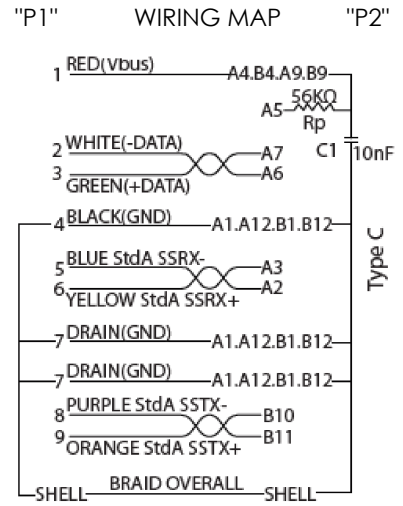 "P1" WIRING MAP "P2"
1 RED(Vbus) A4.B4.A9.B9
A5 56KΩ
Rp
C1 10nF
2 WHITE(-DATA) A7
3 GREEN(+DATA) A6
4 BLACK(GND) A1.A12.B1.B12
Type C
5 BLUE StdA SSRX- A3
6 YELLOW StdA SSRX+ A2
7 DRAIN(GND) A1.A12.B1.B12
7 DRAIN(GND) A1.A12.B1.B12
8 PURPLE StdA SSTX- B10
9 ORANGE StdA SSTX+ B11
SHELL BRAID OVERALL SHELL